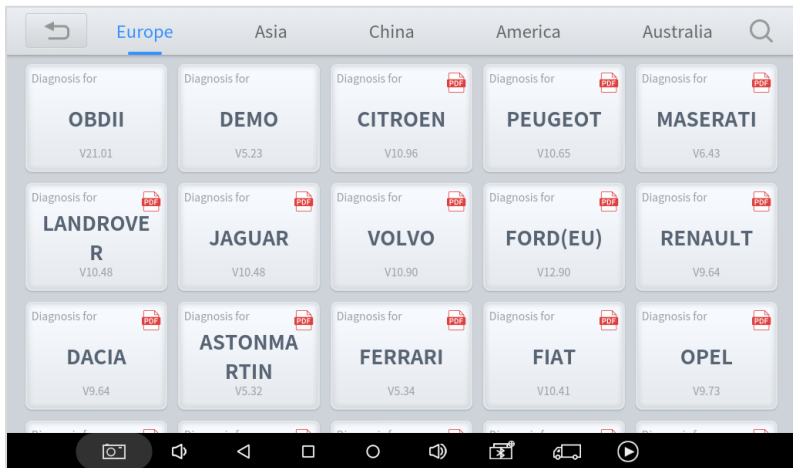 Europe Asia China America Australia
Diagnosis for Diagnosis for Diagnosis for PDF Diagnosis for PDF Diagnosis for PDF
OBDII DEMO CITROEN PEUGEOT MASERATI
V21.01 V5.23 V10.96 V10.65 V6.43
Diagnosis for PDF Diagnosis for PDF Diagnosis for PDF Diagnosis for PDF Diagnosis for PDF
LANDROVE
R JAGUAR VOLVO FORD(EU) RENAULT
V10.48 V10.48 V10.90 V12.90 V9.64
Diagnosis for PDF Diagnosis for PDF Diagnosis for PDF Diagnosis for PDF Diagnosis for PDF
DACIA ASTONMA
RTIN FERRARI FIAT OPEL
V9.64 V5.32 V5.34 V10.41 V9.73